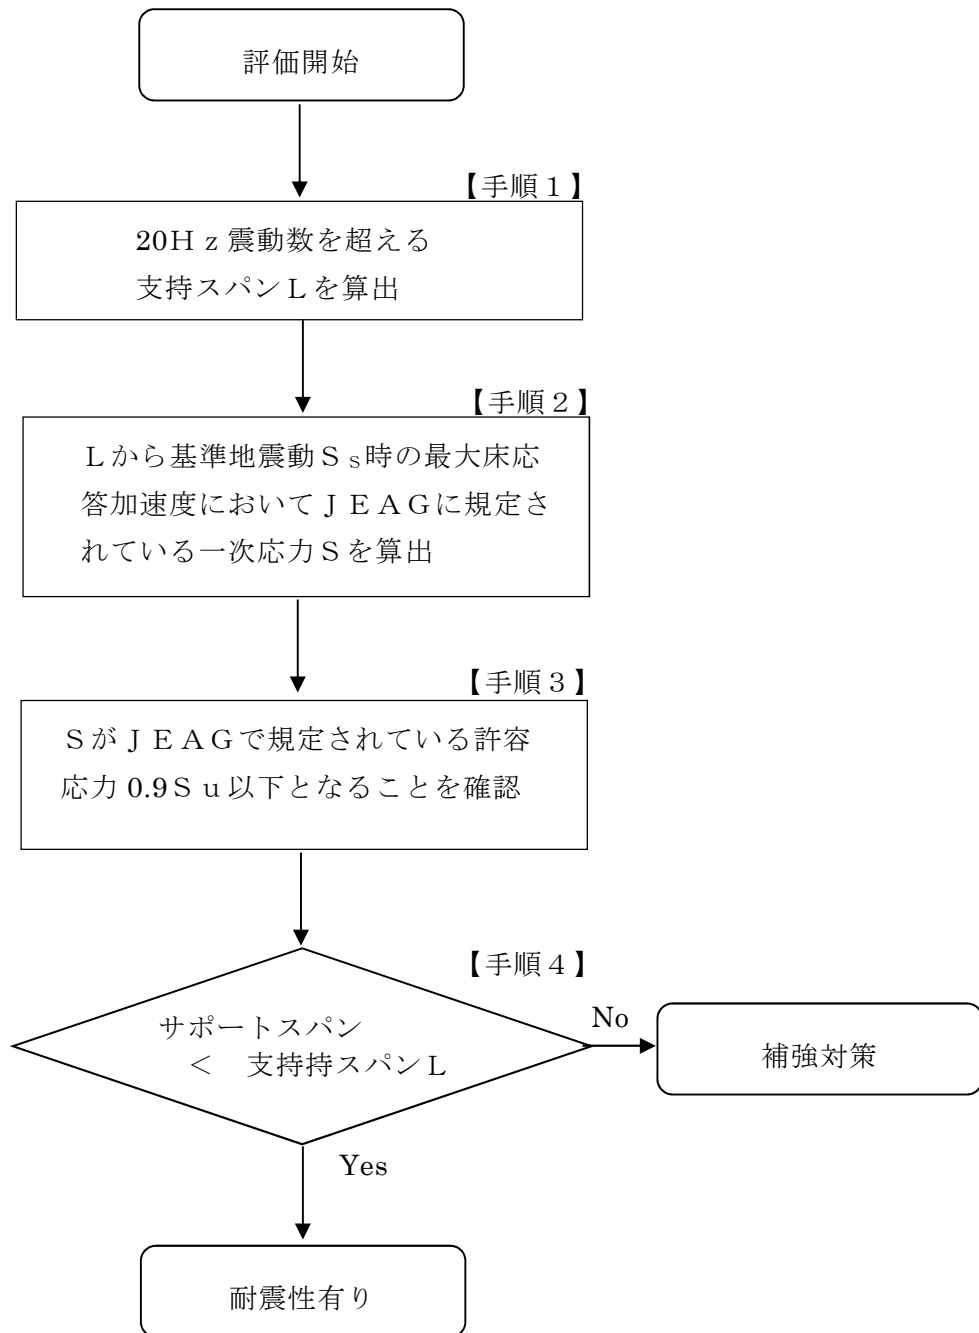 評価開始
【手順１】
20Ｈｚ震動数を超える
支持スパンＬを算出
【手順２】
Ｌから基準地震動Ｓs時の最大床応
答加速度においてＪＥＡＧに規定さ
れている一次応力Ｓを算出
【手順３】
ＳがＪＥＡＧで規定されている許容
応力 0.9Ｓｕ以下となることを確認
【手順４】
サポートスパン
＜　支持持スパンＬ
No
補強対策
Yes
耐震性有り